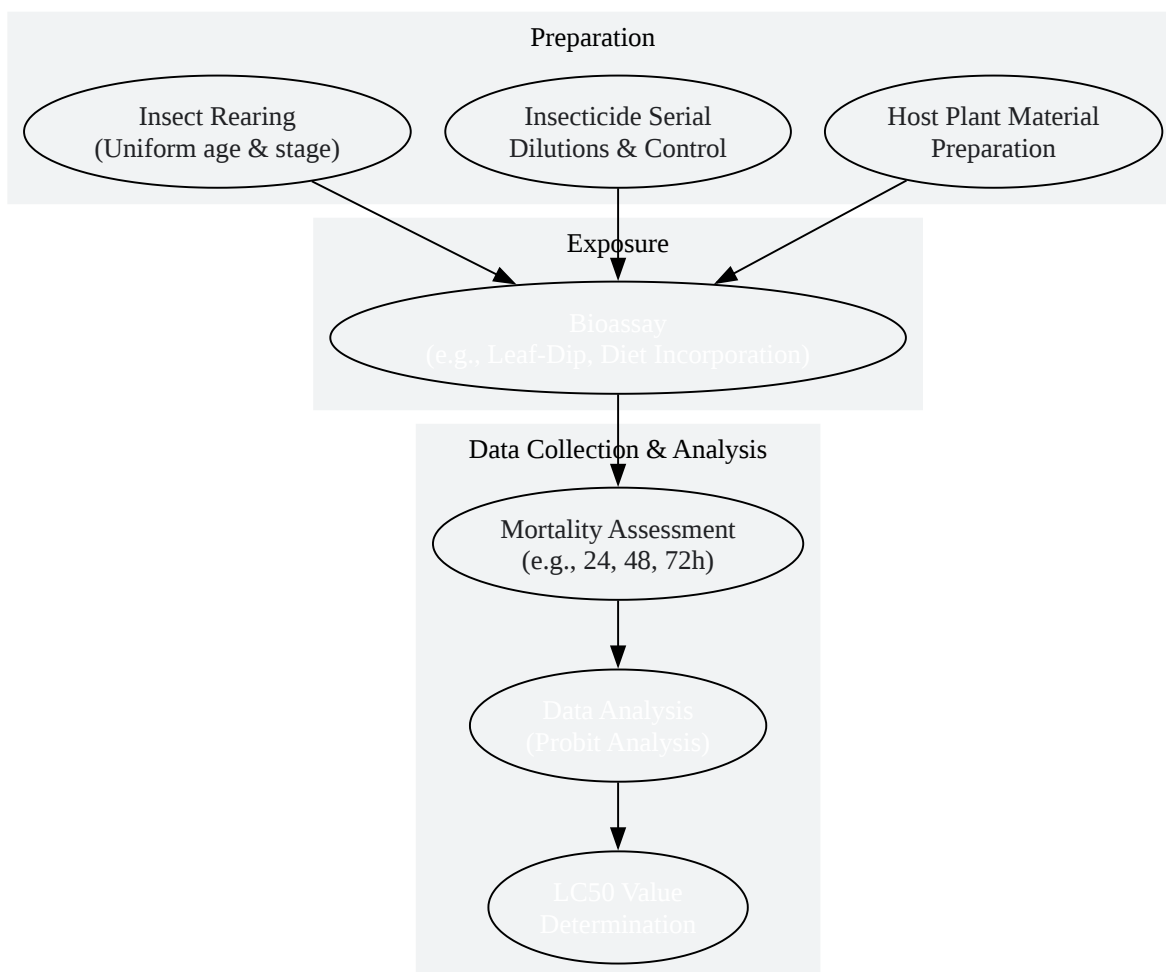 Preparation
Insect Rearing
(Uniform age & stage)
Insecticide Serial
Dilutions & Control
Host Plant Material
Preparation
Exposure
Bioassay
(e.g., Leaf-Dip, Diet Incorporation)
Data Collection & Analysis
Mortality Assessment
(e.g., 24, 48, 72h)
Data Analysis
(Probit Analysis)
LC50 Value
Determination